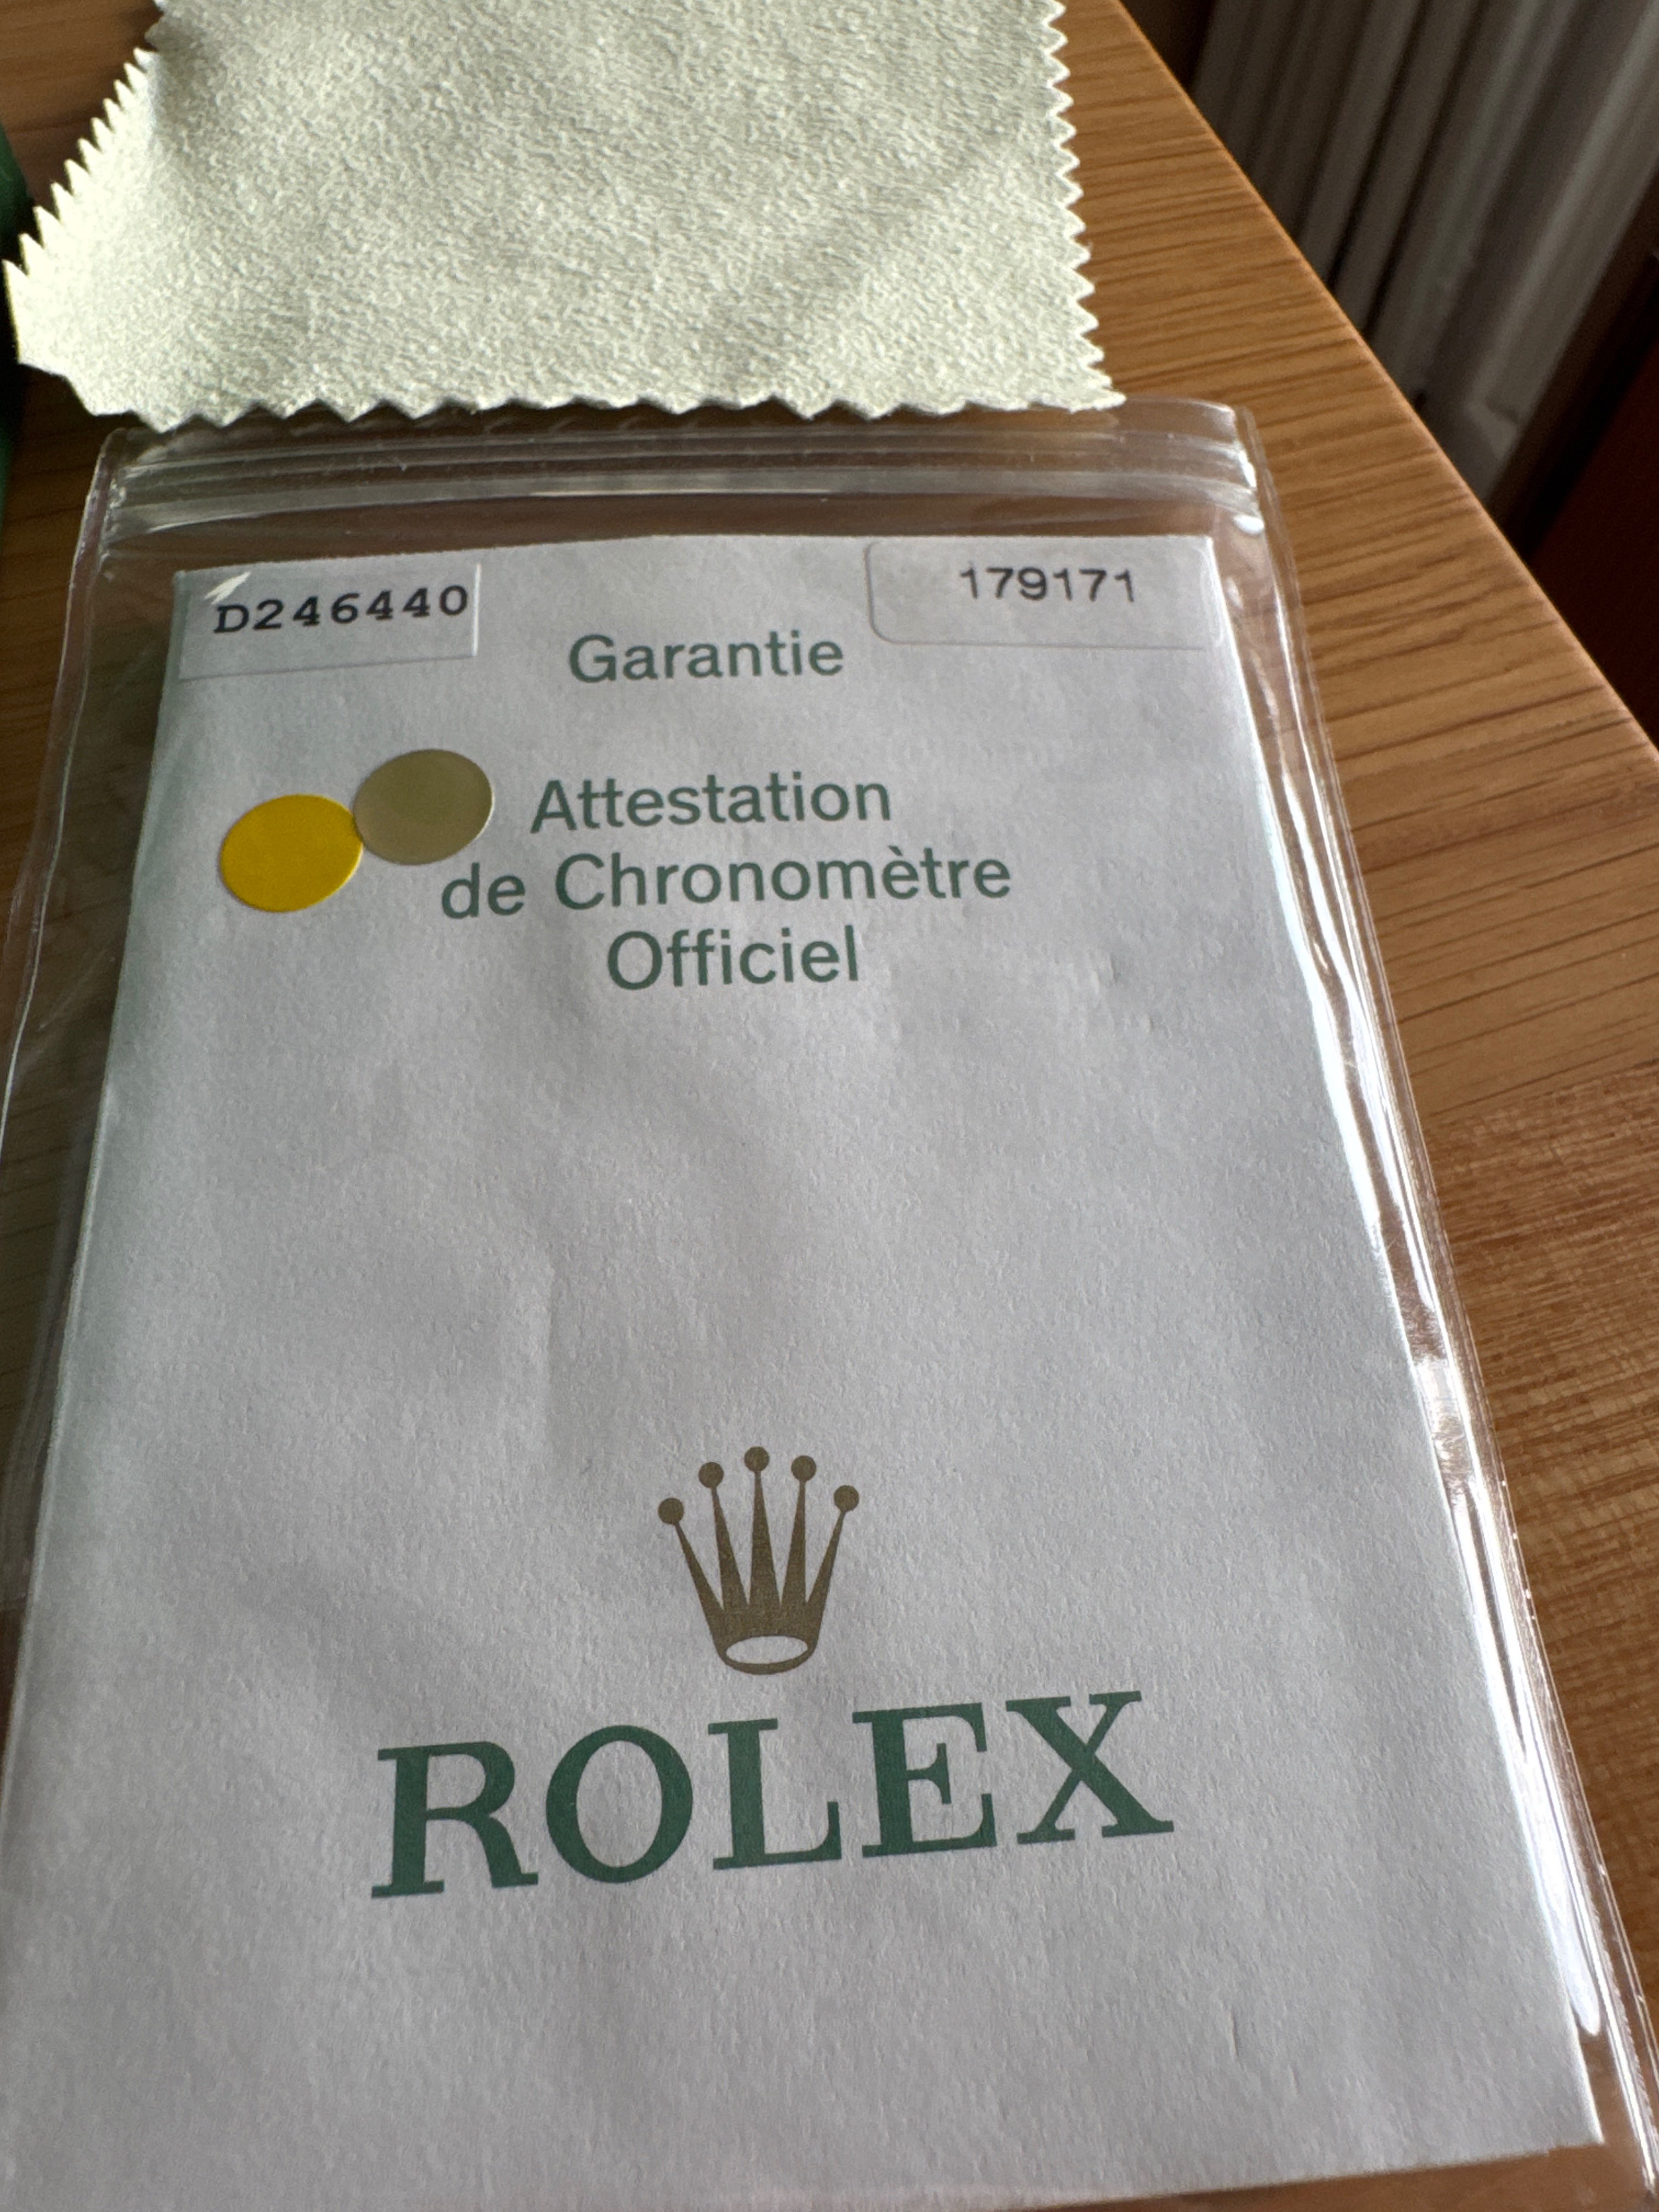 D246440
179171
Garantie
Attestation
de Chronomètre
Officiel
ROLEX